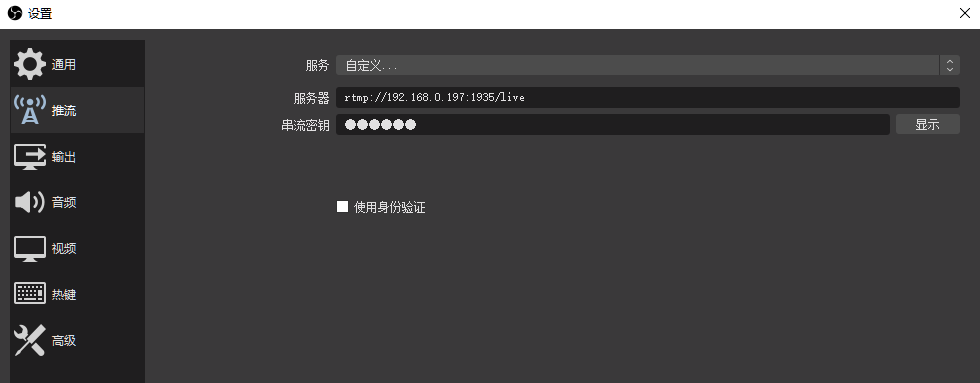 设置
通用
推流
输出
音频
视频
热键
高级
服务 自定义...
服务器 rtmp://192.168.0.197:1935/live
串流密钥 ●●●●●● 显示
使用身份验证